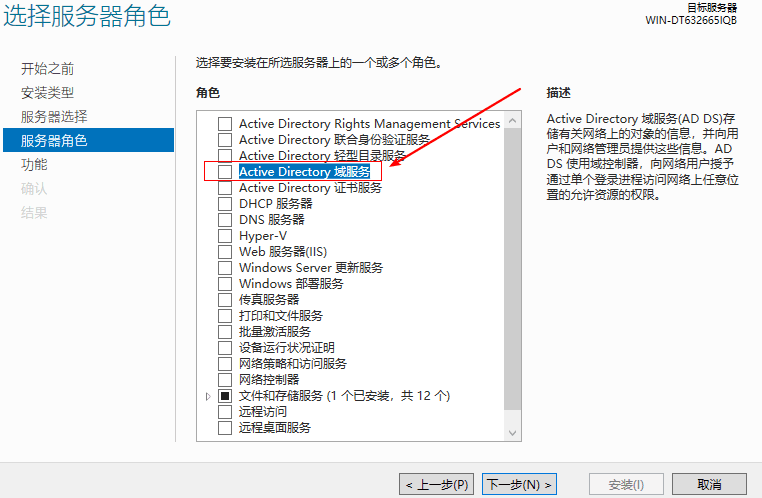 选择服务器角色
目标服务器
WIN-DT632665IQB
开始之前
安装类型
服务器选择
服务器角色
功能
确认
结果
选择要安装在所选服务器上的一个或多个角色。
角色
Active Directory Rights Management Services
Active Directory 联合身份验证服务
Active Directory 轻型目录服务
Active Directory 域服务
Active Directory 证书服务
DHCP 服务器
DNS 服务器
Hyper-V
Web 服务器(IIS)
Windows Server 更新服务
Windows 部署服务
传真服务器
打印和文件服务
批量激活服务
设备运行状况证明
网络策略和访问服务
网络控制器
文件和存储服务 (1 个已安装，共 12 个)
远程访问
远程桌面服务
描述
Active Directory 域服务(AD DS)存
储有关网络上的对象的信息，并向用
户和网络管理员提供这些信息。AD
DS 使用域控制器，向网络用户授予
通过单个登录进程访问网络上任意位
置的允许资源的权限。
< 上一步(P)
下一步(N) >
安装(I)
取消